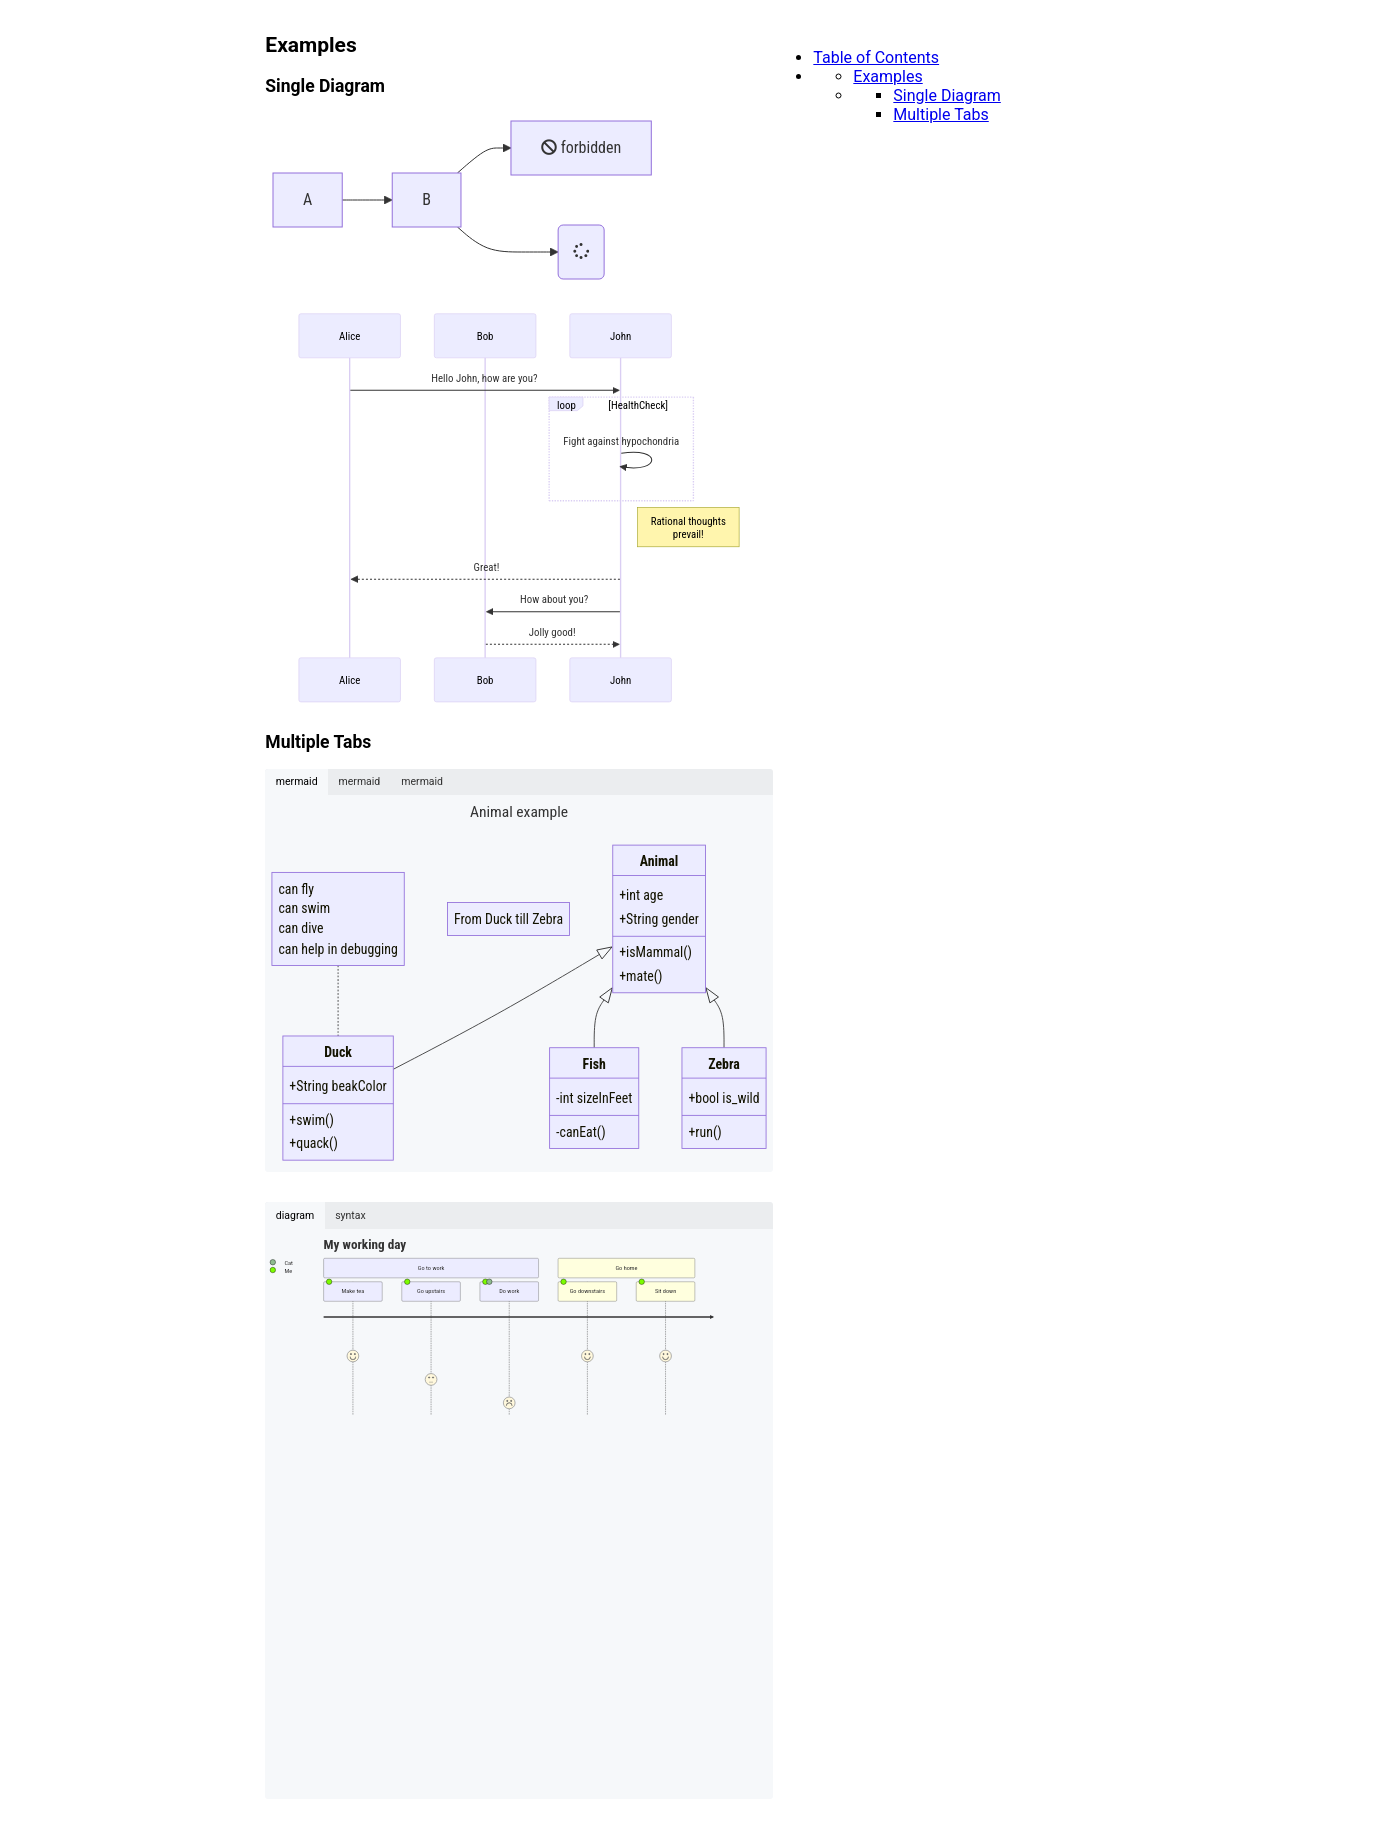 Examples
Table of Contents
Examples
Single Diagram
Multiple Tabs
Single Diagram
forbidden
A
B
Alice
Bob
John
Hello John, how are you?
loop
[HealthCheck]
Fight against hypochondria
Rational thoughts
prevail!
Great!
How about you?
Jolly good!
Alice
Bob
John
Multiple Tabs
mermaid
mermaid
mermaid
Animal example
can fly
can swim
can dive
can help in debugging
From Duck till Zebra
Animal
+int age
+String gender
+isMammal()
+mate()
Duck
+String beakColor
+swim()
+quack()
Fish
-int sizeInFeet
-canEat()
Zebra
+bool is_wild
+run()
diagram
syntax
My working day
Cat
Me
Go to work
Go home
Make tea
Go upstairs
Do work
Go downstairs
Sit down